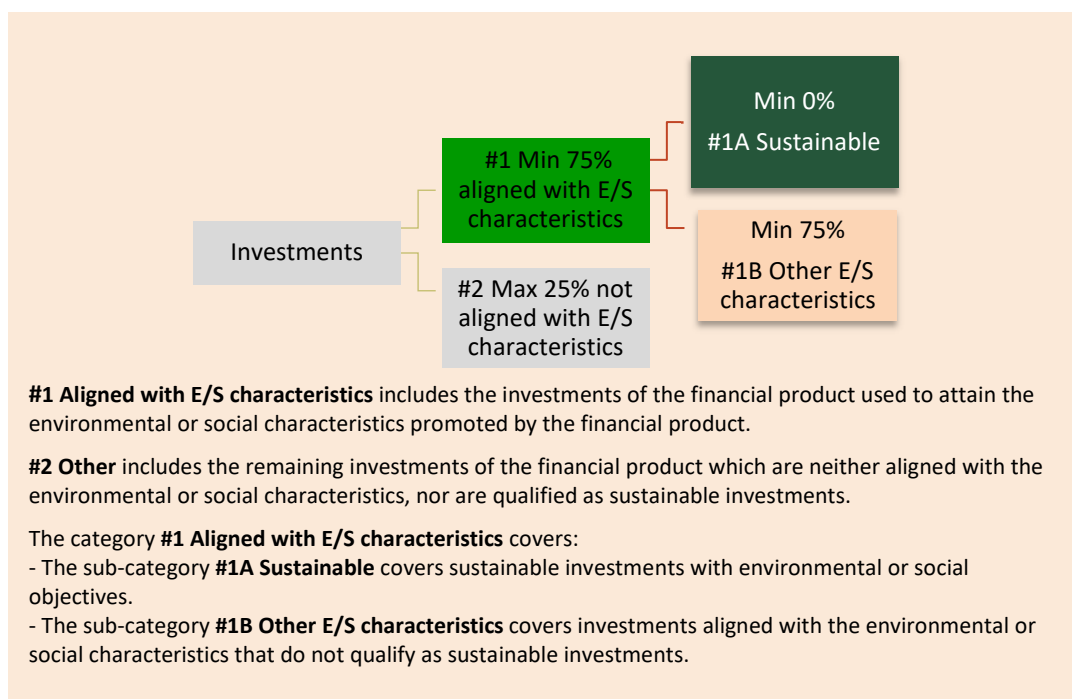 Min 0%
#1A Sustainable
#1 Min 75%
aligned with E/S
characteristics
Min 75%
#1B Other E/S
characteristics
Investments
#2 Max 25% not
aligned with E/S
characteristics
#1 Aligned with E/S characteristics includes the investments of the financial product used to attain the
environmental or social characteristics promoted by the financial product.
#2 Other includes the remaining investments of the financial product which are neither aligned with the
environmental or social characteristics, nor are qualified as sustainable investments.
The category #1 Aligned with E/S characteristics covers:
- The sub-category #1A Sustainable covers sustainable investments with environmental or social
objectives.
- The sub-category #1B Other E/S characteristics covers investments aligned with the environmental or
social characteristics that do not qualify as sustainable investments.